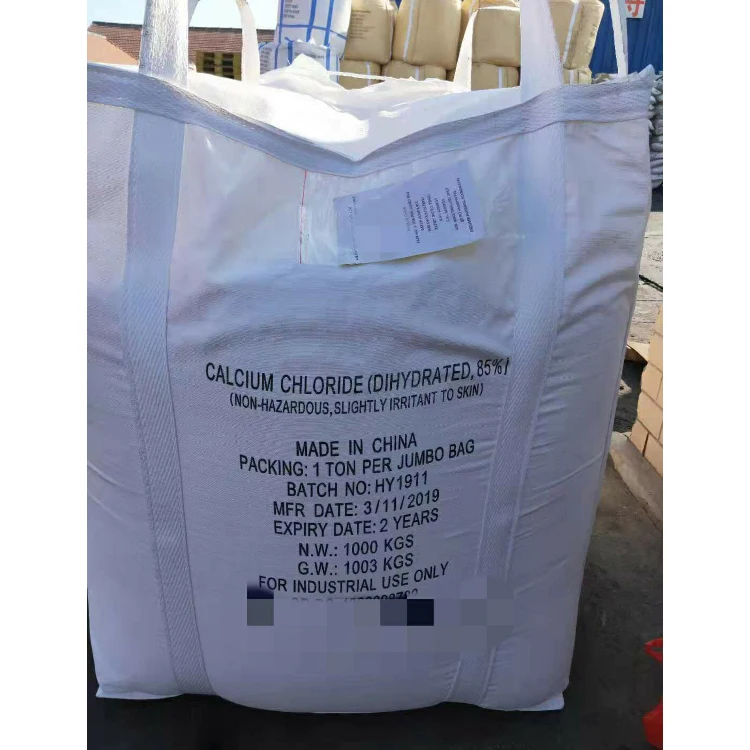 CALCIUM CHLORIDE (DIHYDRATED, 85%)
(NON-HAZARDOUS,SLIGHTLY IRRITANT TO SKIN)
MADE IN CHINA
PACKING: 1 TON PER JUMBO BAG
BATCH NO: HY1911
MFR DATE: 3/11/2019
EXPIRY DATE: 2 YEARS
N.W.: 1000 KGS
G.W.: 1003 KGS
FOR INDUSTRIAL USE ONLY